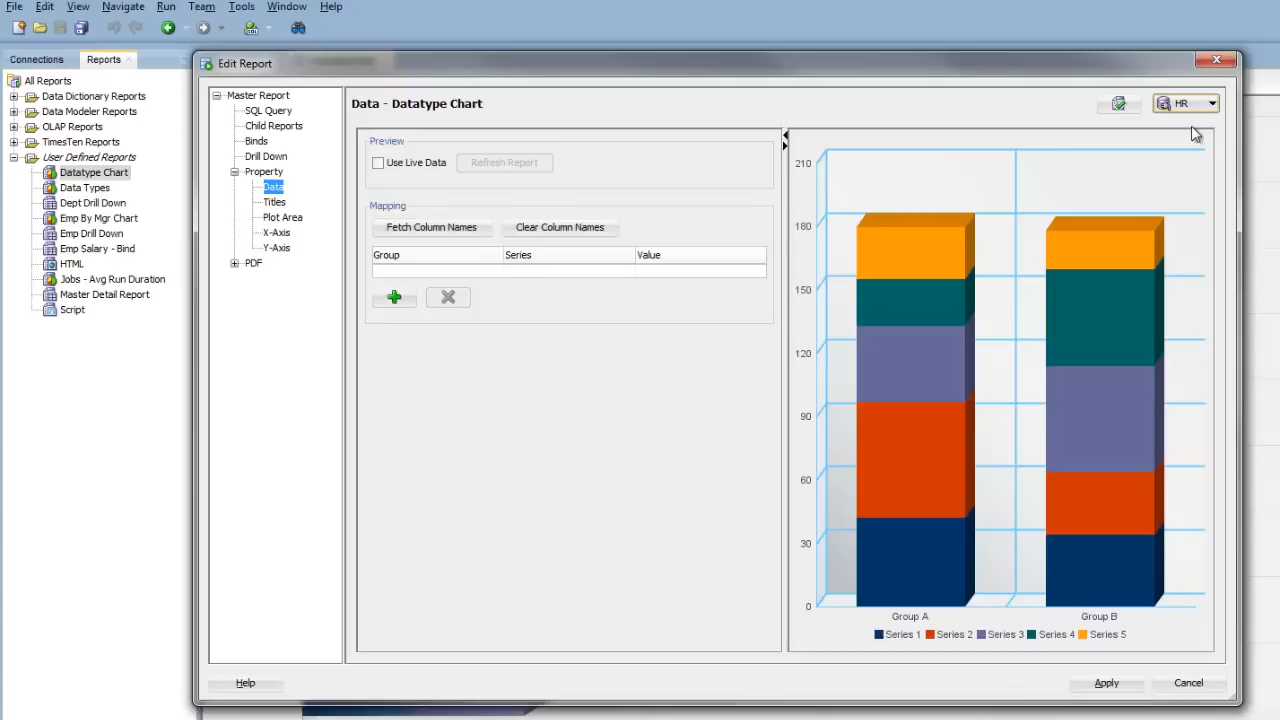 File Edit View Navigate Run Team Tools Window Help
Connections Reports
Edit Report
All Reports
Data Dictionary Reports
Data Modeler Reports
OLAP Reports
TimesTen Reports
User Defined Reports
Datatype Chart
Data Types
Dept Drill Down
Emp By Mgr Chart
Emp Drill Down
Emp Salary - Bind
HTML
Jobs - Avg Run Duration
Master Detail Report
Script
Master Report
SQL Query
Child Reports
Binds
Drill Down
Property
Data
Titles
Plot Area
X-Axis
Y-Axis
PDF
Data - Datatype Chart
HR
Preview
Use Live Data Refresh Report
Mapping
Fetch Column Names Clear Column Names
Group Series Value
210
180
150
120
90
60
30
0
Group A Group B
Series 1 Series 2 Series 3 Series 4 Series 5
Help Apply Cancel